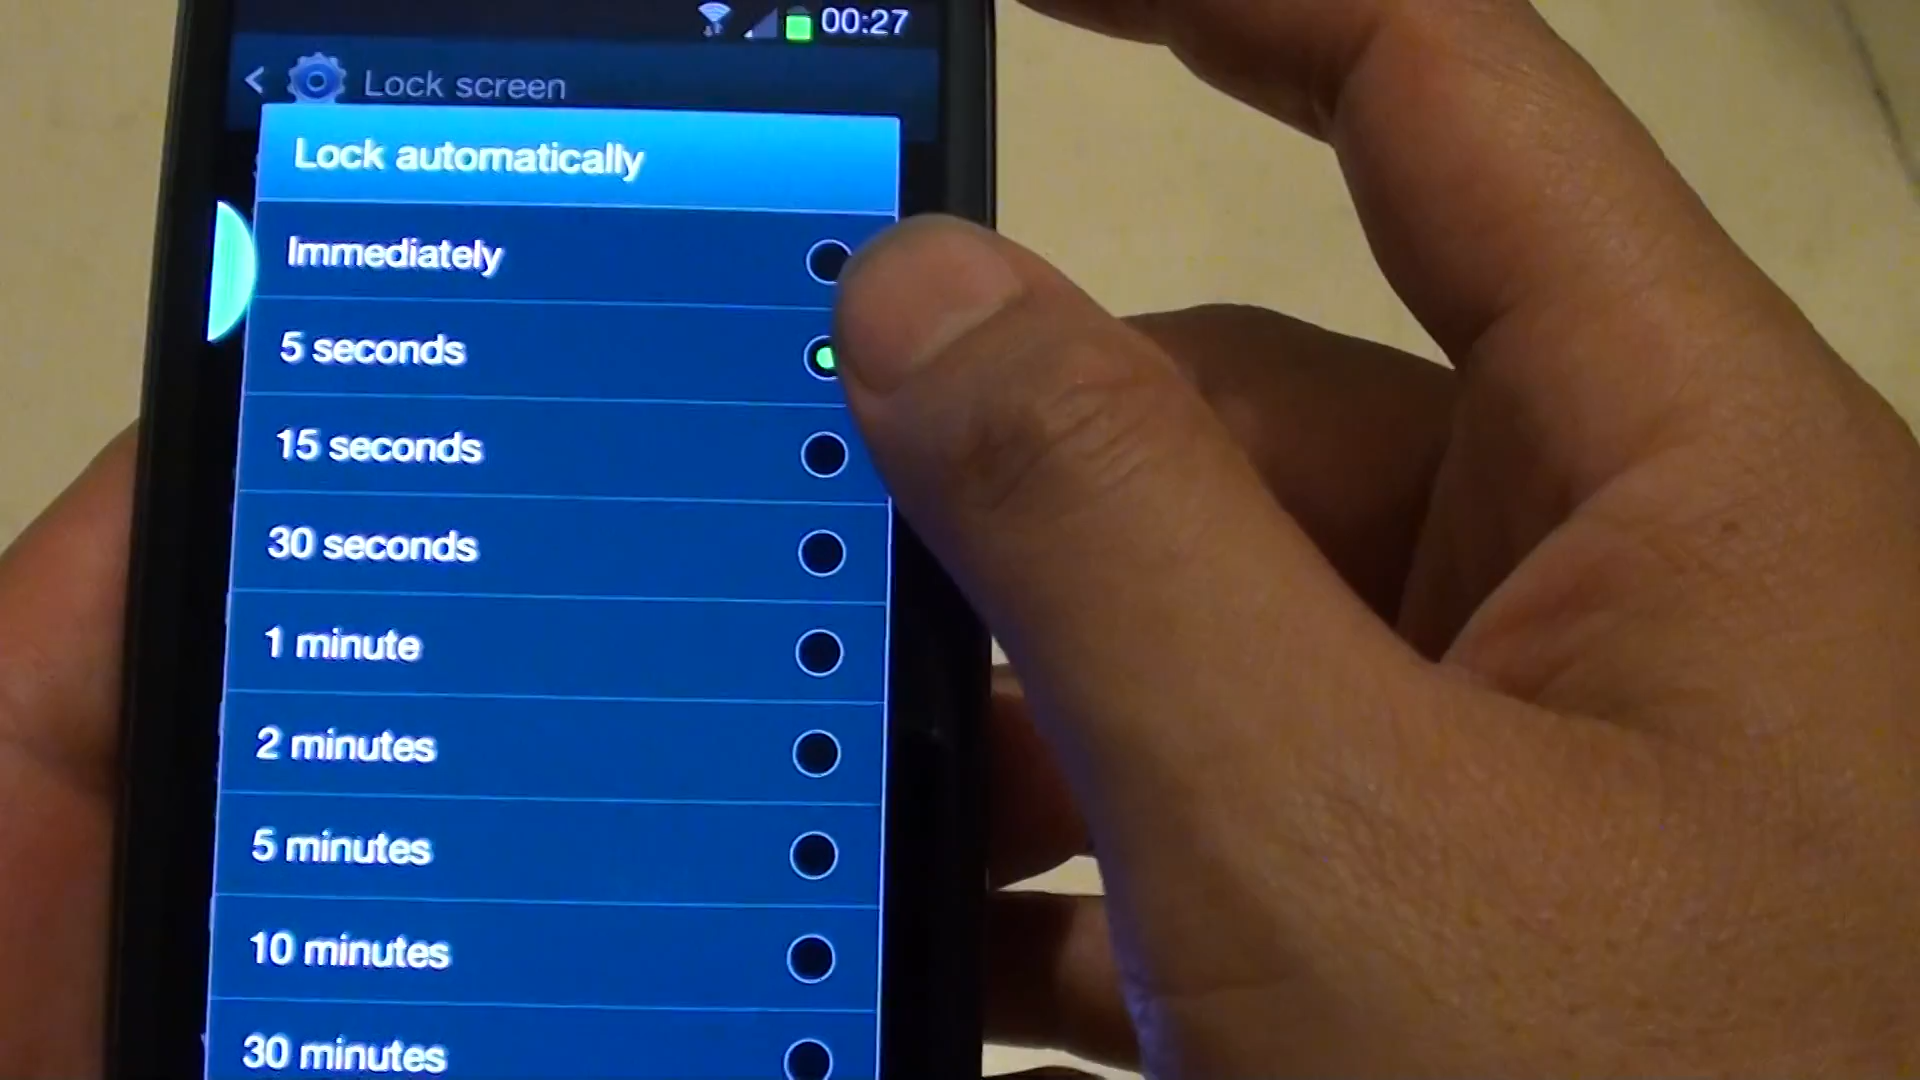 00:27
Lock screen
Lock automatically
Immediately
5 seconds
15 seconds
30 seconds
1 minute
2 minutes
5 minutes
10 minutes
30 minutes